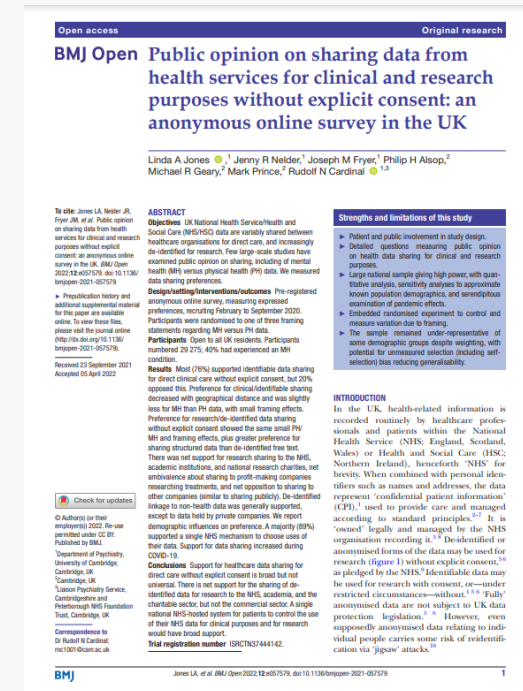 Open access
Original research
BMJ Open
Public opinion on sharing data from
health services for clinical and research
purposes without explicit consent: an
anonymous online survey in the UK
Linda A Jones ,1 Jenny R Nelder,1 Joseph M Fryer,1 Philip H Alsop,2
Michael R Geary,2 Mark Prince,2 Rudolf N Cardinal 1,3
To cite: Jones LA, Nelder JR,
Fryer JM, et al. Public opinion
on sharing data from health
services for clinical and research
purposes without explicit
consent: an anonymous online
survey in the UK. BMJ Open
2022;12:e057579. doi:10.1136/
bmjopen-2021-057579
► Prepublication history and
additional supplemental material
for this paper are available
online. To view these files,
please visit the journal online
(http://dx.doi.org/10.1136/
bmjopen-2021-057579).
Received 23 September 2021
Accepted 05 April 2022
Check for updates
© Author(s) (or their
employer(s)) 2022. Re-use
permitted under CC BY.
Published by BMJ.
1Department of Psychiatry,
University of Cambridge,
Cambridge, UK
2Cambridge, UK
3Liaison Psychiatry Service,
Cambridgeshire and
Peterborough NHS Foundation
Trust, Cambridge, UK
Correspondence to
Dr Rudolf N Cardinal;
rnc1001@cam.ac.uk
ABSTRACT
Objectives UK National Health Service/Health and
Social Care (NHS/HSC) data are variably shared between
healthcare organisations for direct care, and increasingly
de-identified for research. Few large-scale studies have
examined public opinion on sharing, including of mental
health (MH) versus physical health (PH) data. We measured
data sharing preferences.
Design/setting/interventions/outcomes Pre-registered
anonymous online survey, measuring expressed
preferences, recruiting February to September 2020.
Participants were randomised to one of three framing
statements regarding MH versus PH data.
Participants Open to all UK residents. Participants
numbered 29 275; 40% had experienced an MH
condition.
Results Most (76%) supported identifiable data sharing
for direct clinical care without explicit consent, but 20%
opposed this. Preference for clinical/identifiable sharing
decreased with geographical distance and was slightly
less for MH than PH data, with small framing effects.
Preference for research/de-identified data sharing
without explicit consent showed the same small PH/
MH and framing effects, plus greater preference for
sharing structured data than de-identified free text.
There was net support for research sharing to the NHS,
academic institutions, and national research charities, net
ambivalence about sharing to profit-making companies
researching treatments, and net opposition to sharing to
other companies (similar to sharing publicly). De-identified
linkage to non-health data was generally supported,
except to data held by private companies. We report
demographic influences on preference. A majority (89%)
supported a single NHS mechanism to choose uses of
their data. Support for data sharing increased during
COVID-19.
Conclusions Support for healthcare data sharing for
direct care without explicit consent is broad but not
universal. There is net support for the sharing of de-
identified data for research to the NHS, academia, and the
charitable sector, but not the commercial sector. A single
national NHS-hosted system for patients to control the use
of their NHS data for clinical purposes and for research
would have broad support.
Trial registration number ISRCTN37444142.
Strengths and limitations of this study
► Patient and public involvement in study design.
► Detailed questions measuring public opinion
on health data sharing for clinical and research
purposes.
► Large national sample giving high power, with quan-
titative analysis, sensitivity analyses to approximate
known population demographics, and serendipitous
examination of pandemic effects.
► Embedded randomised experiment to control and
measure variation due to framing.
► The sample remained under-representative of
some demographic groups despite weighting, with
potential for unmeasured selection (including self-
selection) bias reducing generalisability.
INTRODUCTION
In the UK, health-related information is
recorded routinely by healthcare profes-
sionals and patients within the National
Health Service (NHS; England, Scotland,
Wales) or Health and Social Care (HSC;
Northern Ireland), henceforth ‘NHS’ for
brevity. When combined with personal iden-
tifiers such as names and addresses, the data
represent ‘confidential patient information’
(CPI),1 used to provide care and managed
according to standard principles.2–7 It is
‘owned’ legally and managed by the NHS
organisation recording it.5 8 De-identified or
anonymised forms of the data may be used for
research (figure 1) without explicit consent,5 6
as pledged by the NHS.9 Identifiable data may
be used for research with consent, or—under
restricted circumstances—without.1 5 6 ‘Fully’
anonymised data are not subject to UK data
protection legislation.5 6 However, even
supposedly anonymised data relating to indi-
vidual people carries some risk of reidentifi-
cation via ‘jigsaw’ attacks.10
BMJ
Jones LA, et al. BMJ Open 2022;12:e057579. doi:10.1136/bmjopen-2021-057579
1